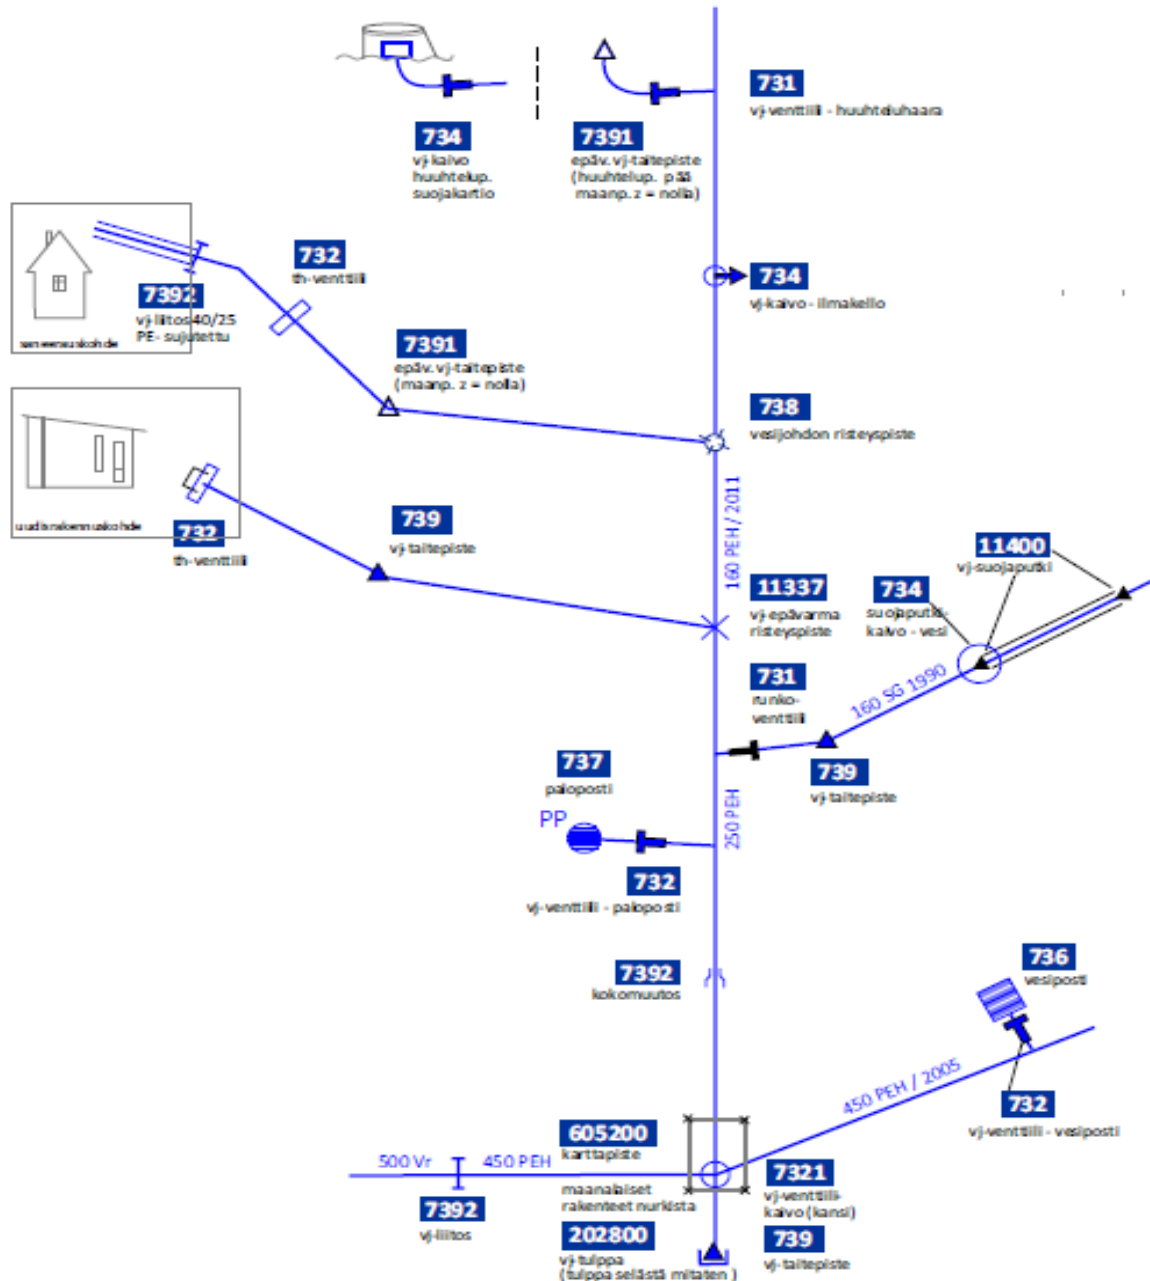 731
vj-venttiili - huuhteluhaara
734
vj-kaivo
huuhtelup.
suojakartio
7391
epäv. vj-taitepiste
(huuhtelup. pää
maanp. z = nolla)
732
th-venttiili
734
vj-kaivo - ilmakello
7392
vj-liitos 40/25
PE- sujutettu
saneerauskohde
7391
epäv. vj-taitepiste
(maanp. z = nolla)
738
vesijohdon risteyspiste
160 PEH / 2011
739
vj-taitepiste
uudisrakennuskohde
732
th-venttiili
11400
vj-suojaputki
11337
vj-epävarma
risteyspiste
734
suojaputki-
kaivo - vesi
731
runko-
venttiili
160 SG 1990
739
vj-taitepiste
737
paloposti
PP
250 PEH
732
vj-venttiili - paloposti
7392
kokomuutos
736
vesiposti
450 PEH / 2005
732
vj-venttiili - vesiposti
605200
karttapiste
maanalaiset
rakenteet nurkista
500 Vr
450 PEH
7392
vj-liitos
7321
vj-venttiili-
kaivo (kansi)
202800
vj-tulppa
(tulppa selästä mitaten )
739
vj-taitepiste